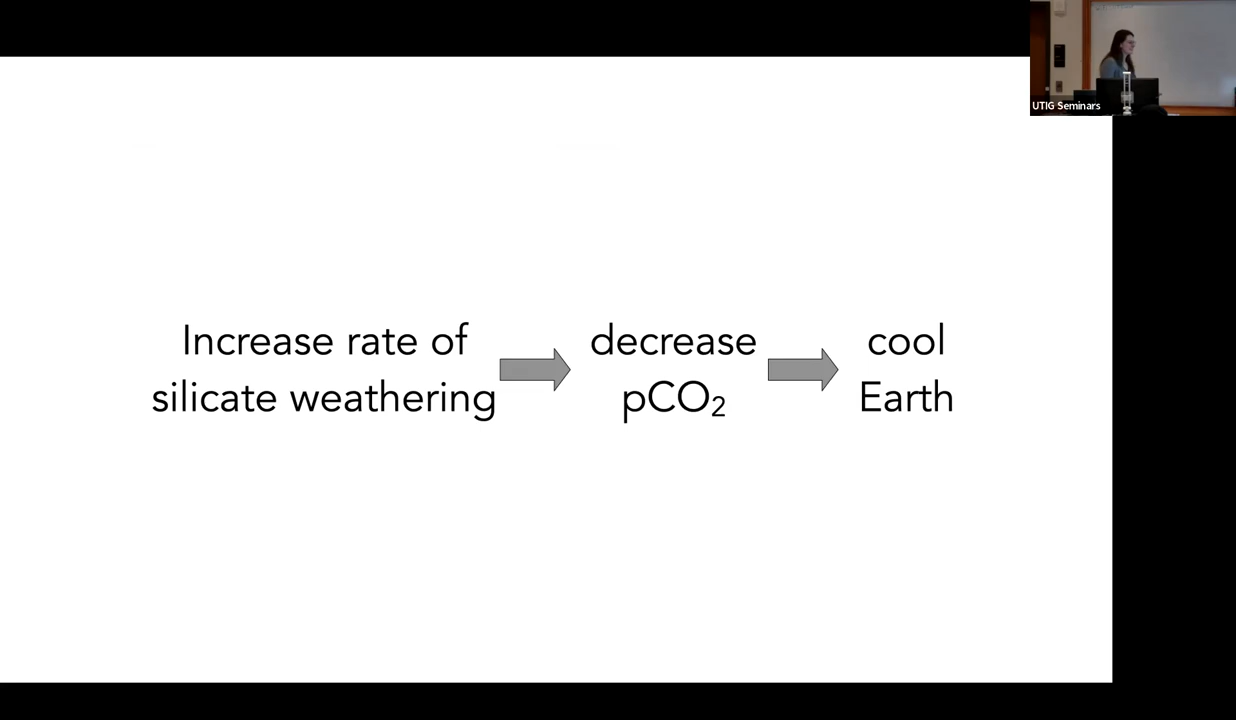 UTIG Seminars
Increase rate of
silicate weathering
decrease
pCO₂
cool
Earth